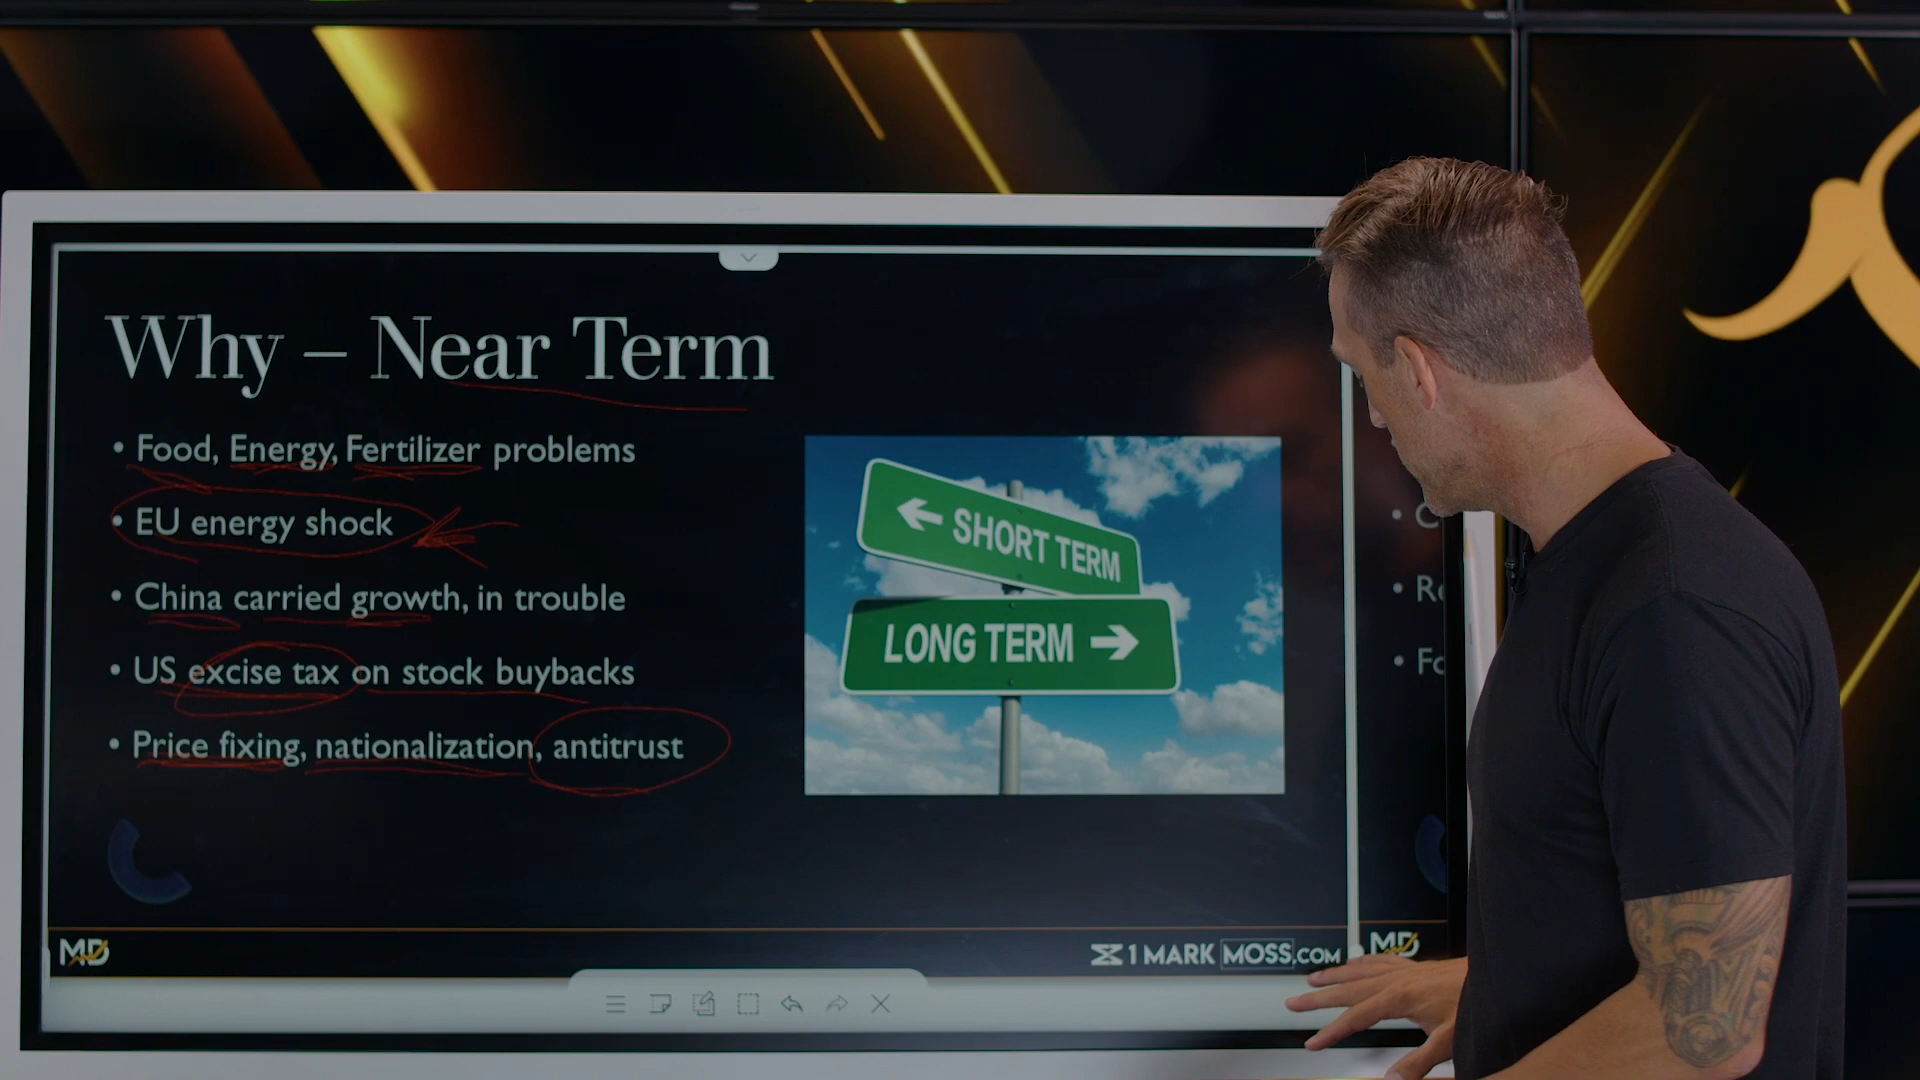 Why – Near Term
• Food, Energy, Fertilizer problems
• EU energy shock
• China carried growth, in trouble
• US excise tax on stock buybacks
• Price fixing, nationalization, antitrust
SHORT TERM
LONG TERM
MD
1 MARK MOSS.COM
• C
• R
• Fo
MD